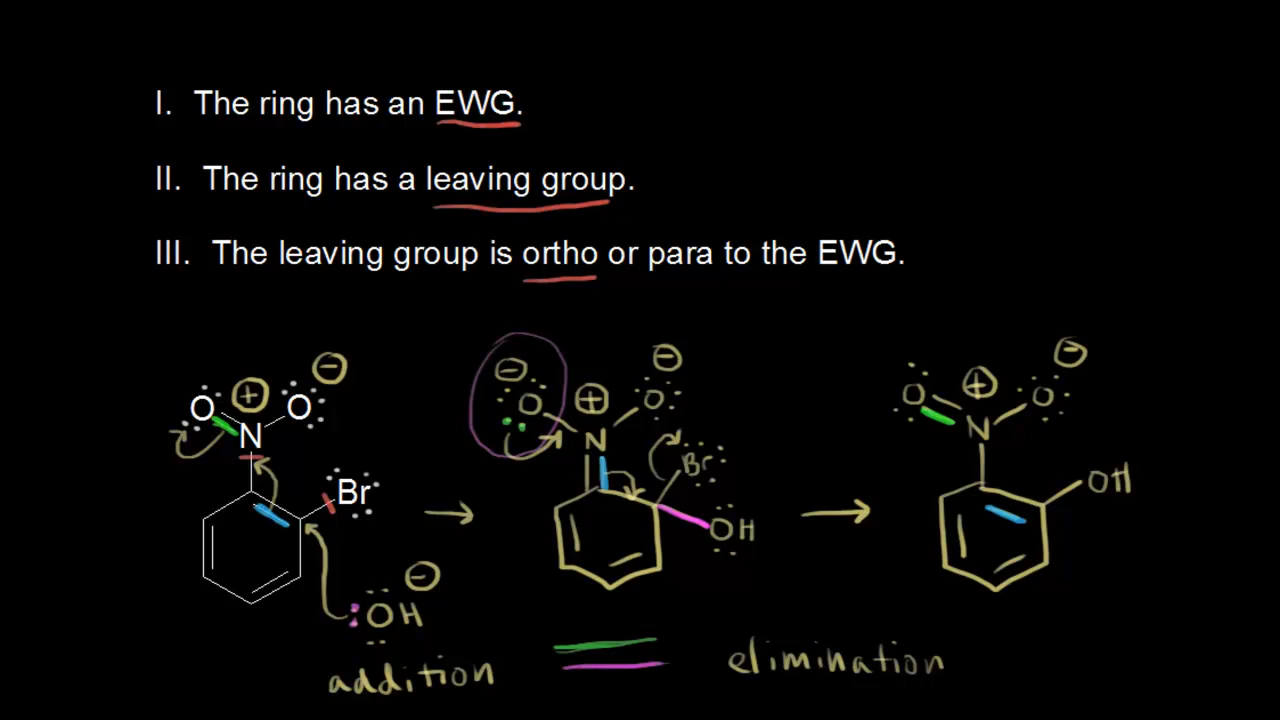 I. The ring has an EWG.
II. The ring has a leaving group.
III. The leaving group is ortho or para to the EWG.
O + O −
N
Br
OH −
− O + O −
N
Br
OH
O + O −
N
OH
addition
elimination